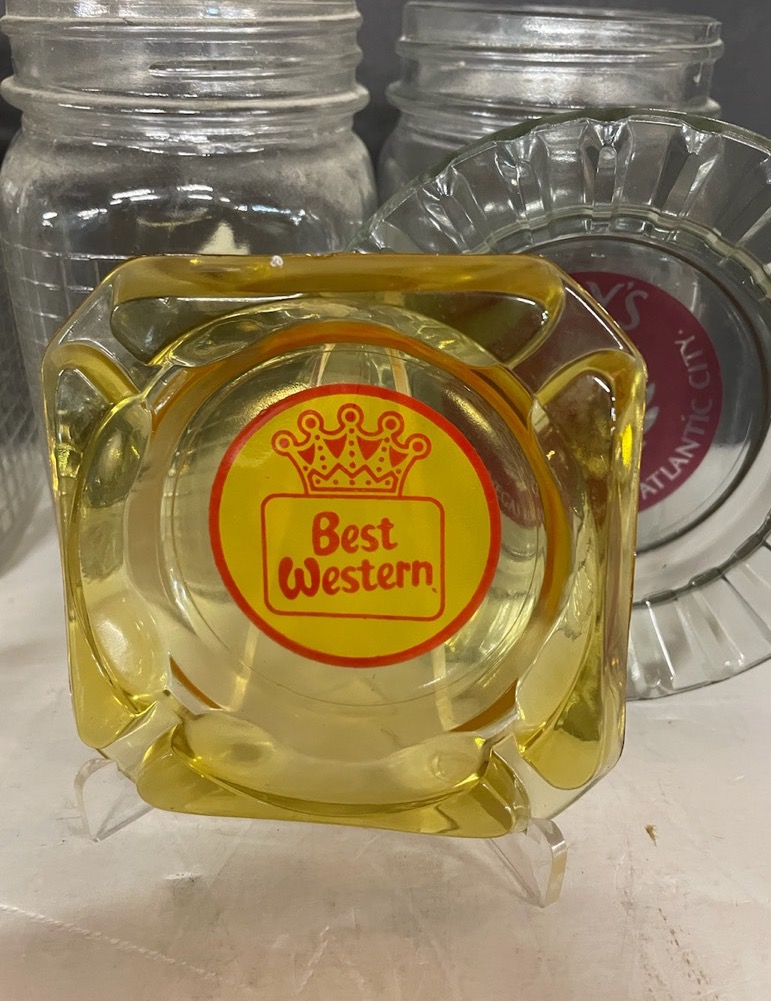 Best
Western
Y'S
ATLANTIC CITY.